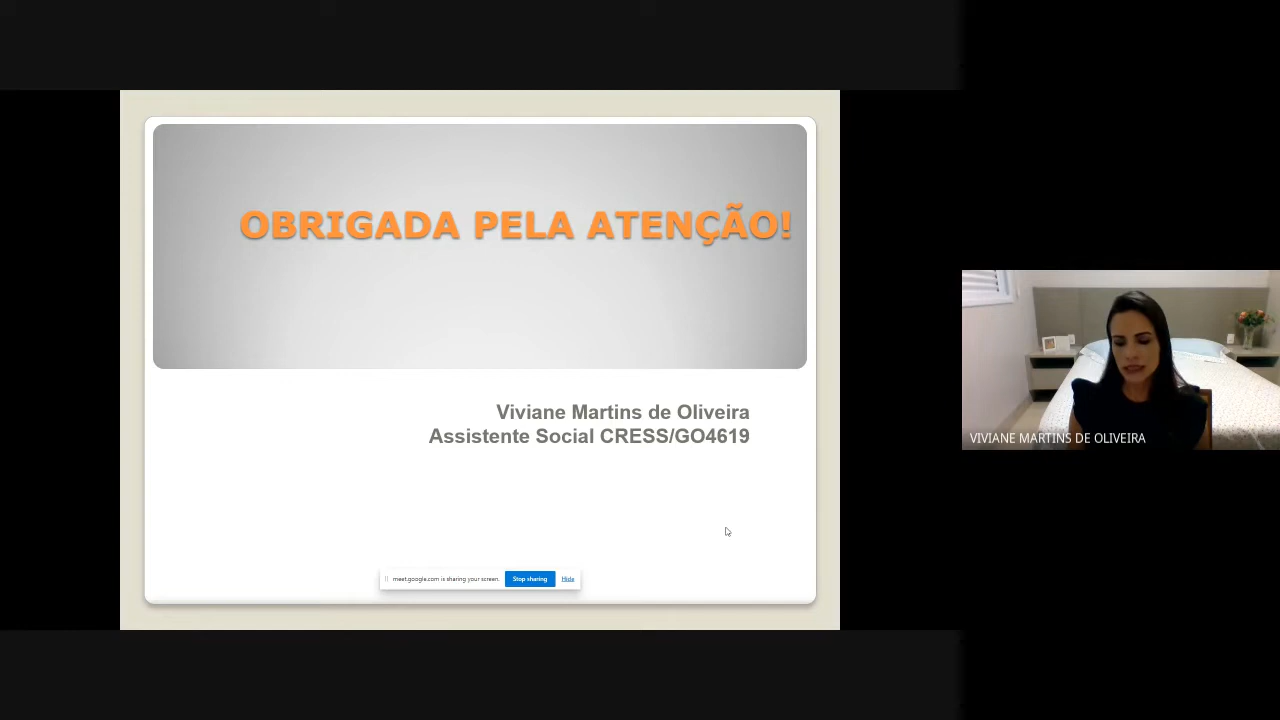 OBRIGADA PELA ATENÇÃO!
Viviane Martins de Oliveira
Assistente Social CRESS/GO4619
VIVIANE MARTINS DE OLIVEIRA
meet.google.com is sharing your screen. Stop sharing Hide